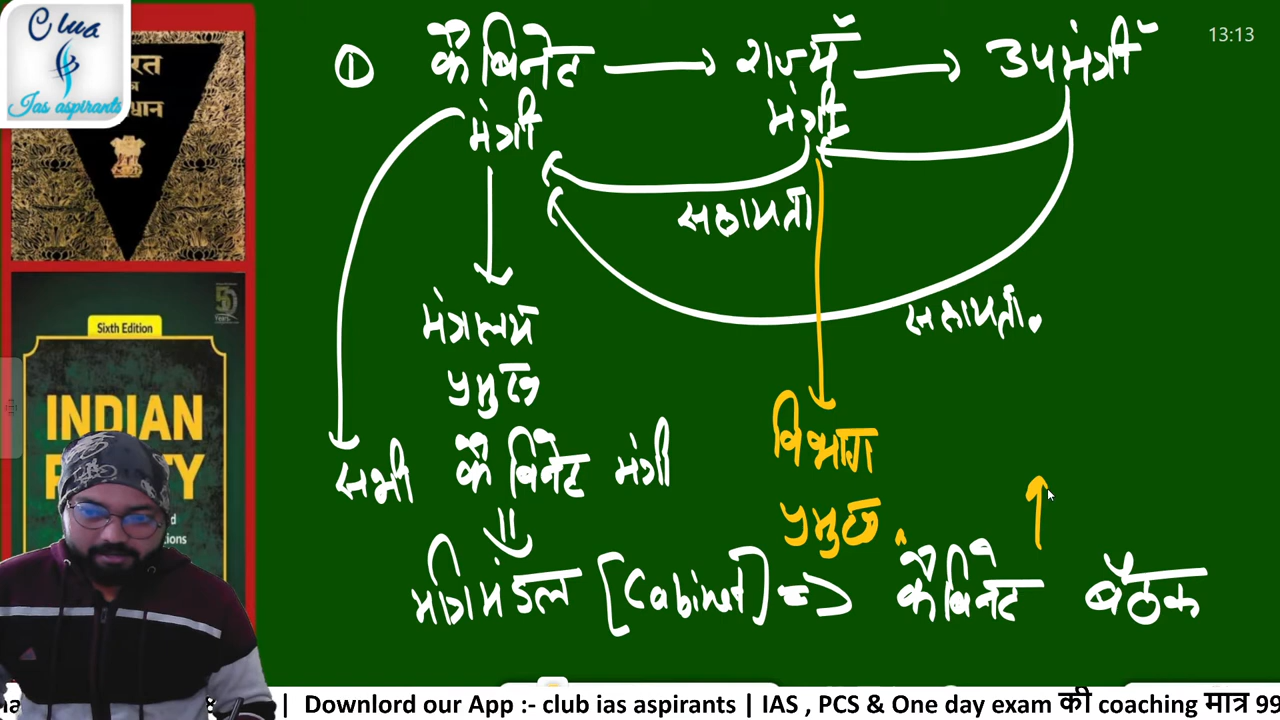 Clua
Ias aspirants
13:13
① कैबिनेट → राज्य → उपमंत्री
मंत्री मंत्री
सहायता
सहायता.
मंत्रालय
प्रमुख
सभी कैबिनेट मंत्री
विभाग
प्रमुख.
मंत्रिमंडल [Cabinet] => कैबिनेट बैठक
Sixth Edition
INDIAN
| Downlord our App :- club ias aspirants | IAS , PCS & One day exam की coaching मात्र 99